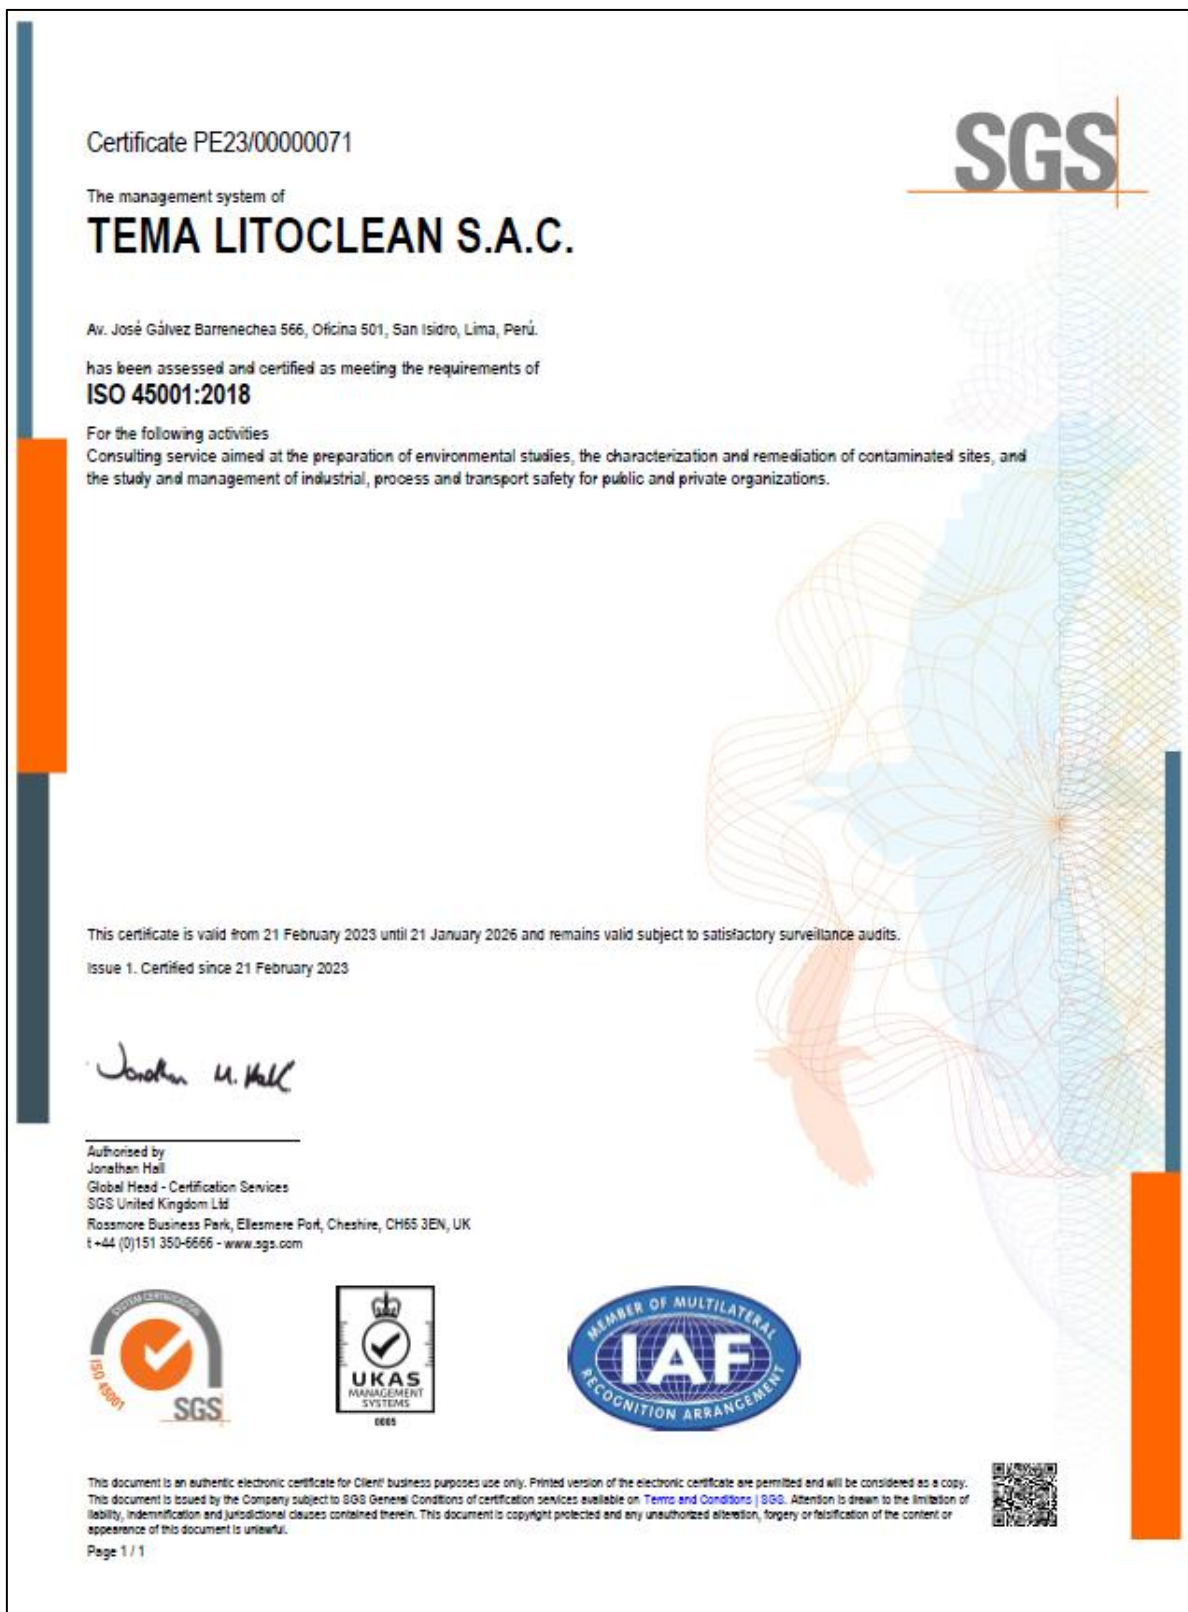 SGS
Certificate PE23/00000071
The management system of
TEMA LITOCLEAN S.A.C.
Av. José Gálvez Barrenechea 566, Oficina 501, San Isidro, Lima, Perú.
has been assessed and certified as meeting the requirements of
ISO 45001:2018
For the following activities
Consulting service aimed at the preparation of environmental studies, the characterization and remediation of contaminated sites, and
the study and management of industrial, process and transport safety for public and private organizations.
This certificate is valid from 21 February 2023 until 21 January 2026 and remains valid subject to satisfactory surveillance audits.
Issue 1. Certified since 21 February 2023
Jonathan M. Hall
Authorised by
Jonathan Hall
Global Head - Certification Services
SGS United Kingdom Ltd
Rossmore Business Park, Ellesmere Port, Cheshire, CH65 3EN, UK
t +44 (0)151 350-6666 - www.sgs.com
SYSTEM CERTIFICATION
ISO 45001
SGS
UKAS
MANAGEMENT
SYSTEMS
0005
MEMBER OF MULTILATERAL
IAF
RECOGNITION ARRANGEMENT
This document is an authentic electronic certificate for Client' business purposes use only. Printed version of the electronic certificate are permitted and will be considered as a copy.
This document is issued by the Company subject to SGS General Conditions of certification services available on Terms and Conditions | SGS. Attention is drawn to the limitation of
liability, indemnification and jurisdictional clauses contained therein. This document is copyright protected and any unauthorized alteration, forgery or falsification of the content or
appearance of this document is unlawful.
Page 1 / 1